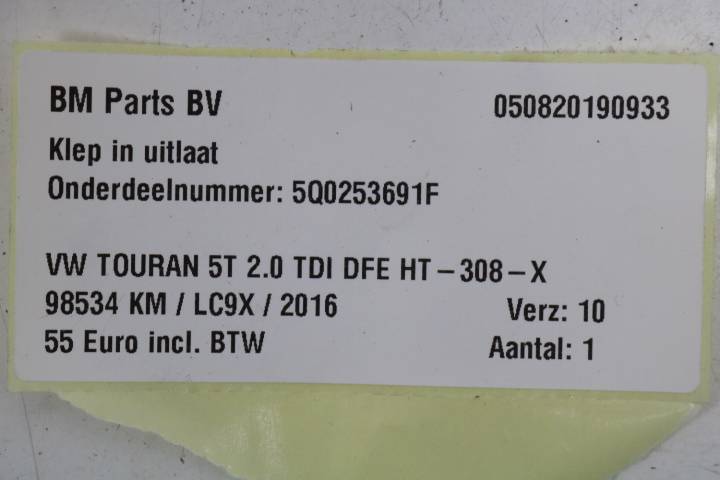 BM Parts BV 050820190933
Klep in uitlaat
Onderdeelnummer: 5Q0253691F
VW TOURAN 5T 2.0 TDI DFE HT-308-X
98534 KM / LC9X / 2016 Verz: 10
55 Euro incl. BTW Aantal: 1